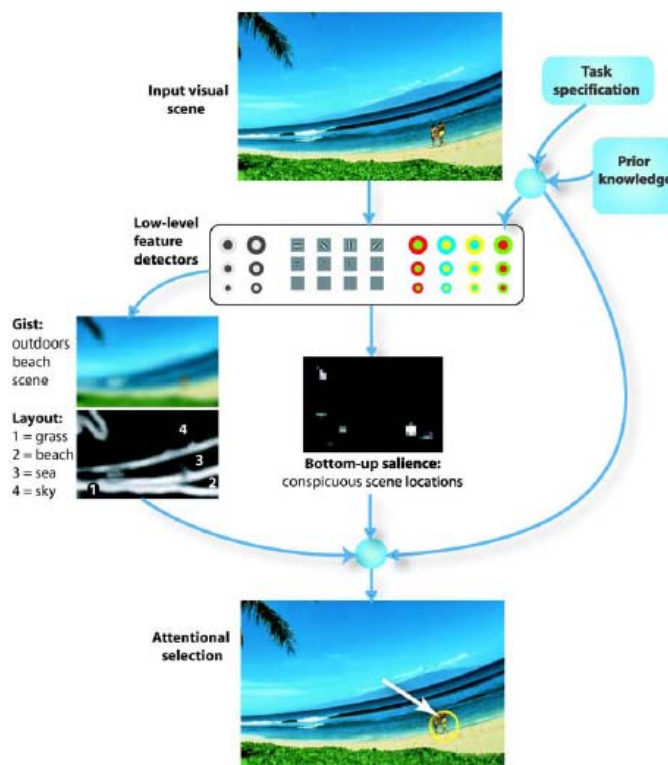 Input visual
scene
Task
specification
Prior
knowledge
Low-level
feature
detectors
Gist:
outdoors
beach
scene
Layout:
1 = grass
2 = beach
3 = sea
4 = sky
4
3
2
1
Bottom-up salience:
conspicuous scene locations
Attentional
selection